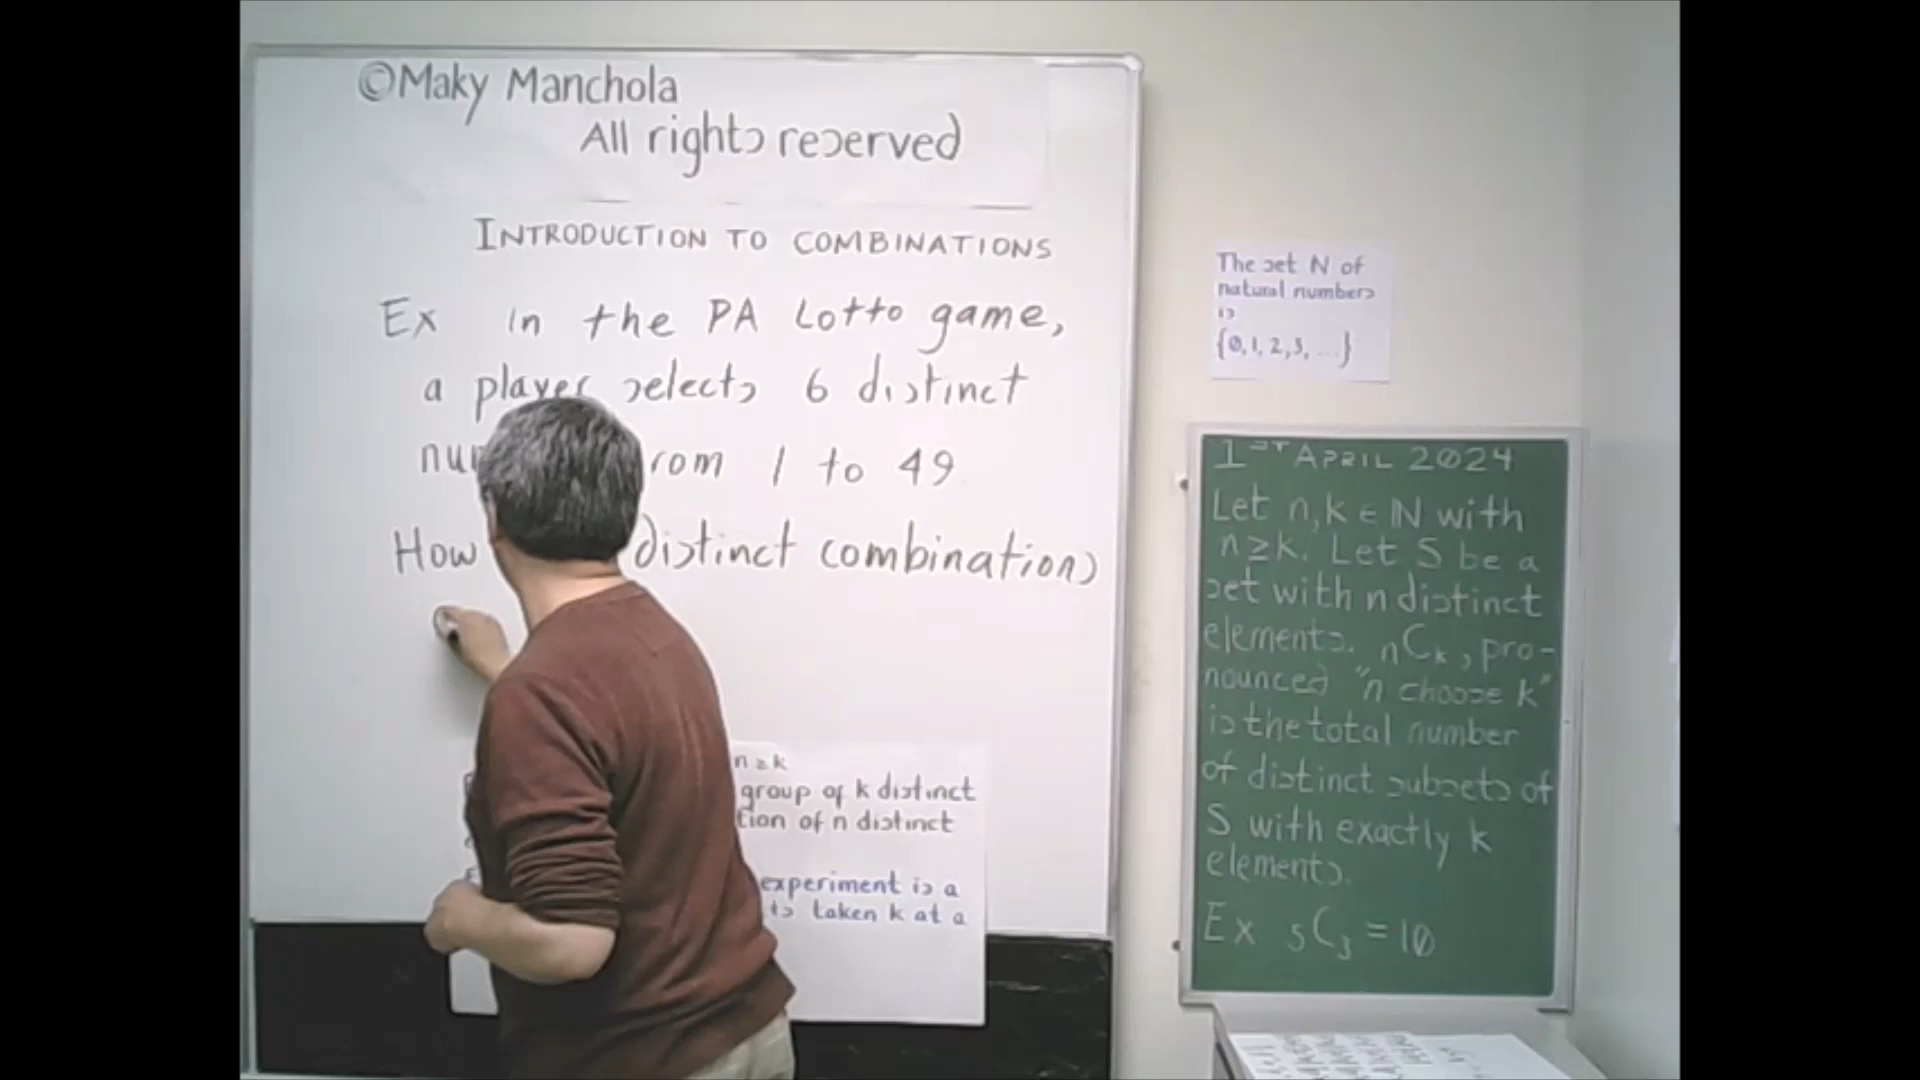 ©Maky Manchola
All rights reserved
INTRODUCTION TO COMBINATIONS
Ex in the PA Lotto game,
a player selects 6 distinct
from 1 to 49
How distinct combinations
n ≥ k
group of k distinct
of n distinct
experiment is a
taken k at a
The set N of
natural numbers
is
{0, 1, 2, 3, ...}
1ST APRIL 2024
Let n, k ∈ ℕ with
n ≥ k. Let S be a
set with n distinct
elements. nCk, pro-
nounced "n choose k"
is the total number
of distinct subsets of
S with exactly k
elements.
Ex 5C3 = 10